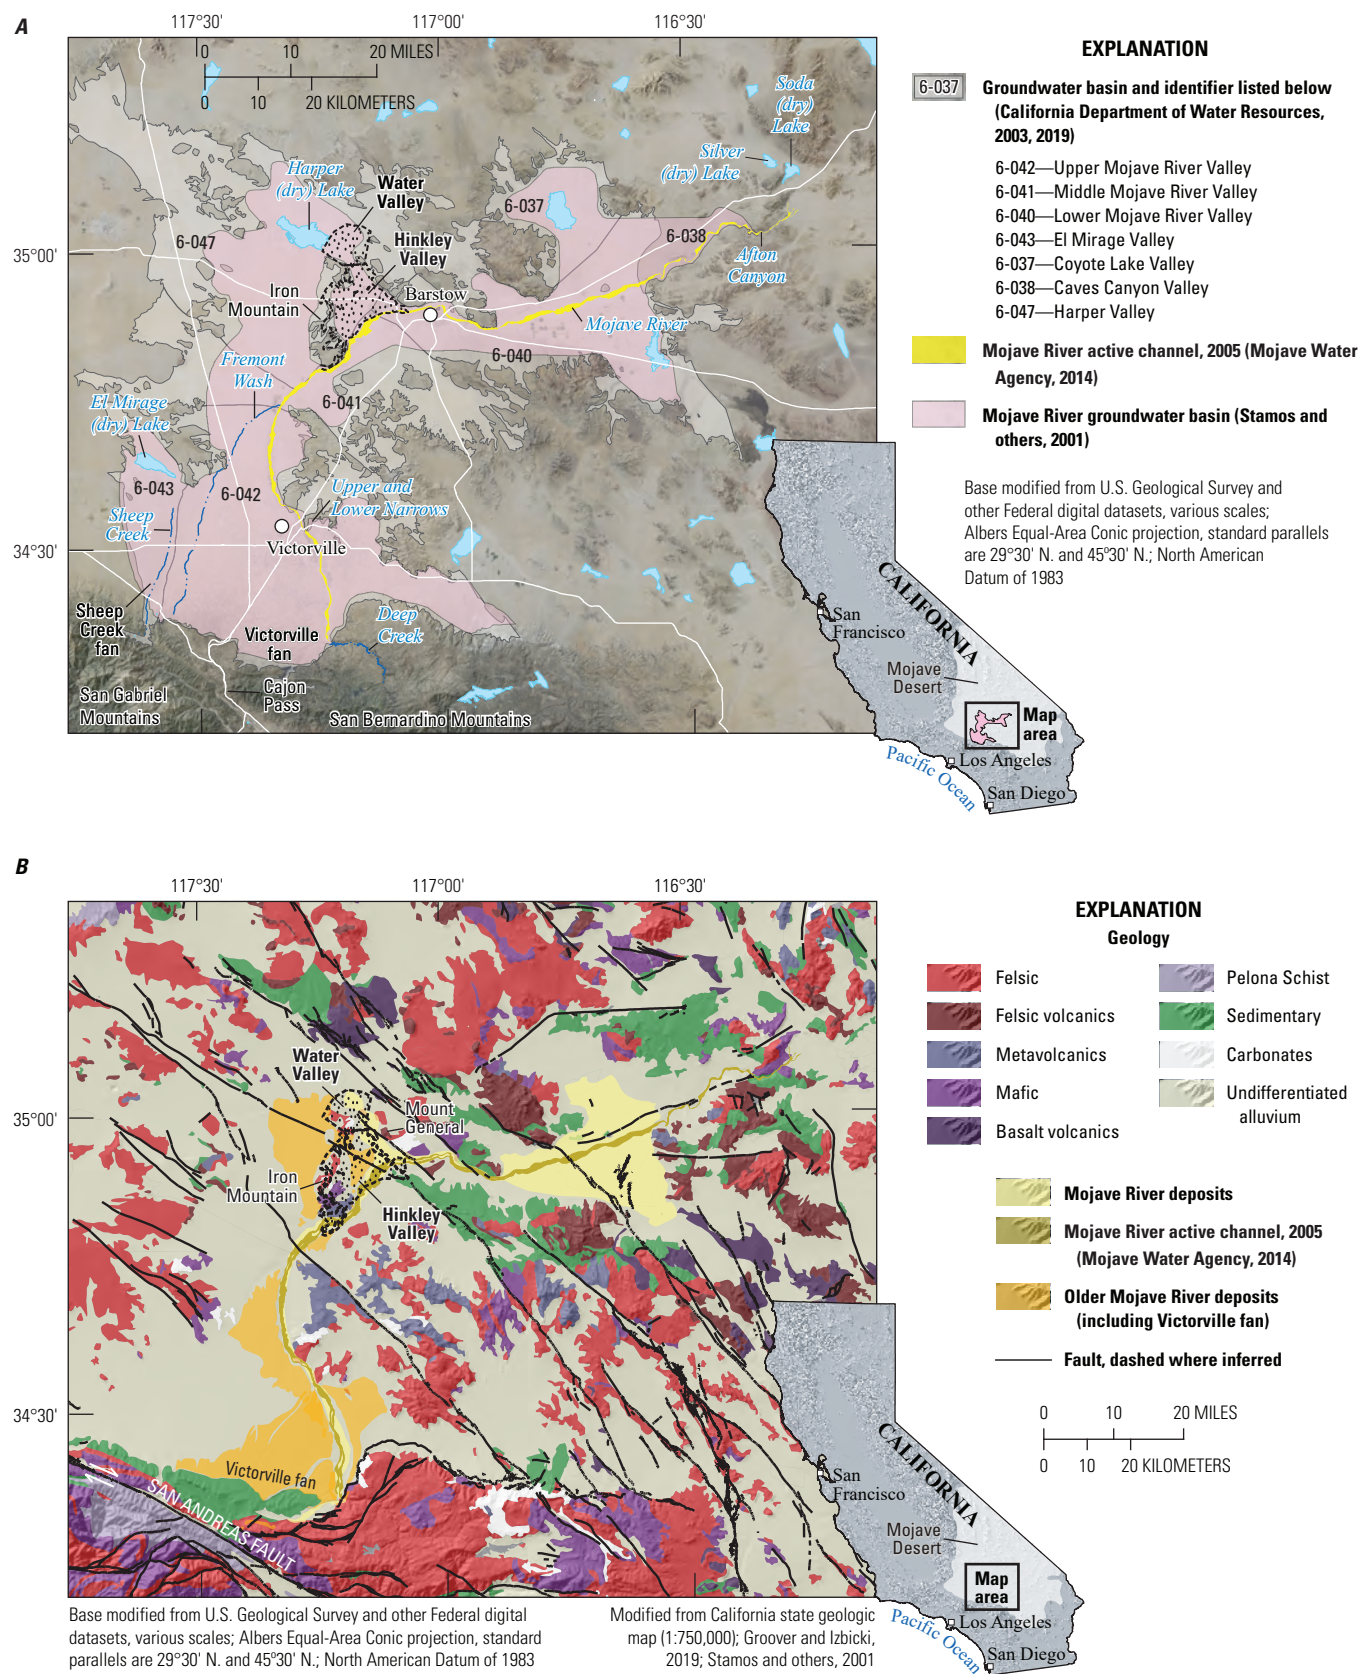 A
117°30'
117°00'
116°30'
0 10 20 MILES
0 10 20 KILOMETERS
Soda
(dry)
Lake
Silver
(dry) Lake
Harper
(dry) Lake
Water
Valley
6-037
6-047
Hinkley
Valley
6-038
35°00'
Afton
Canyon
Iron
Mountain
Barstow
Mojave River
6-040
Fremont
Wash
El Mirage
(dry) Lake
6-041
6-043
6-042
Upper and
Lower Narrows
Sheep
Creek
Victorville
34°30'
Sheep
Creek
fan
Victorville
fan
Deep
Creek
San Gabriel
Mountains
Cajon
Pass
San Bernardino Mountains
EXPLANATION
6-037
Groundwater basin and identifier listed below
(California Department of Water Resources,
2003, 2019)
6-042—Upper Mojave River Valley
6-041—Middle Mojave River Valley
6-040—Lower Mojave River Valley
6-043—El Mirage Valley
6-037—Coyote Lake Valley
6-038—Caves Canyon Valley
6-047—Harper Valley
Mojave River active channel, 2005 (Mojave Water
Agency, 2014)
Mojave River groundwater basin (Stamos and
others, 2001)
Base modified from U.S. Geological Survey and
other Federal digital datasets, various scales;
Albers Equal-Area Conic projection, standard parallels
are 29°30' N. and 45°30' N.; North American
Datum of 1983
CALIFORNIA
San
Francisco
Mojave
Desert
Map
area
Los Angeles
Pacific Ocean
San Diego
B
117°30'
117°00'
116°30'
Water
Valley
35°00'
Mount
General
Iron
Mountain
Hinkley
Valley
34°30'
Victorville fan
SAN ANDREAS FAULT
Base modified from U.S. Geological Survey and other Federal digital
datasets, various scales; Albers Equal-Area Conic projection, standard
parallels are 29°30' N. and 45°30' N.; North American Datum of 1983
Modified from California state geologic
map (1:750,000); Groover and Izbicki,
2019; Stamos and others, 2001
EXPLANATION
Geology
Felsic
Felsic volcanics
Metavolcanics
Mafic
Basalt volcanics
Pelona Schist
Sedimentary
Carbonates
Undifferentiated
alluvium
Mojave River deposits
Mojave River active channel, 2005
(Mojave Water Agency, 2014)
Older Mojave River deposits
(including Victorville fan)
Fault, dashed where inferred
0 10 20 MILES
0 10 20 KILOMETERS
CALIFORNIA
San
Francisco
Mojave
Desert
Map
area
Los Angeles
Pacific Ocean
San Diego